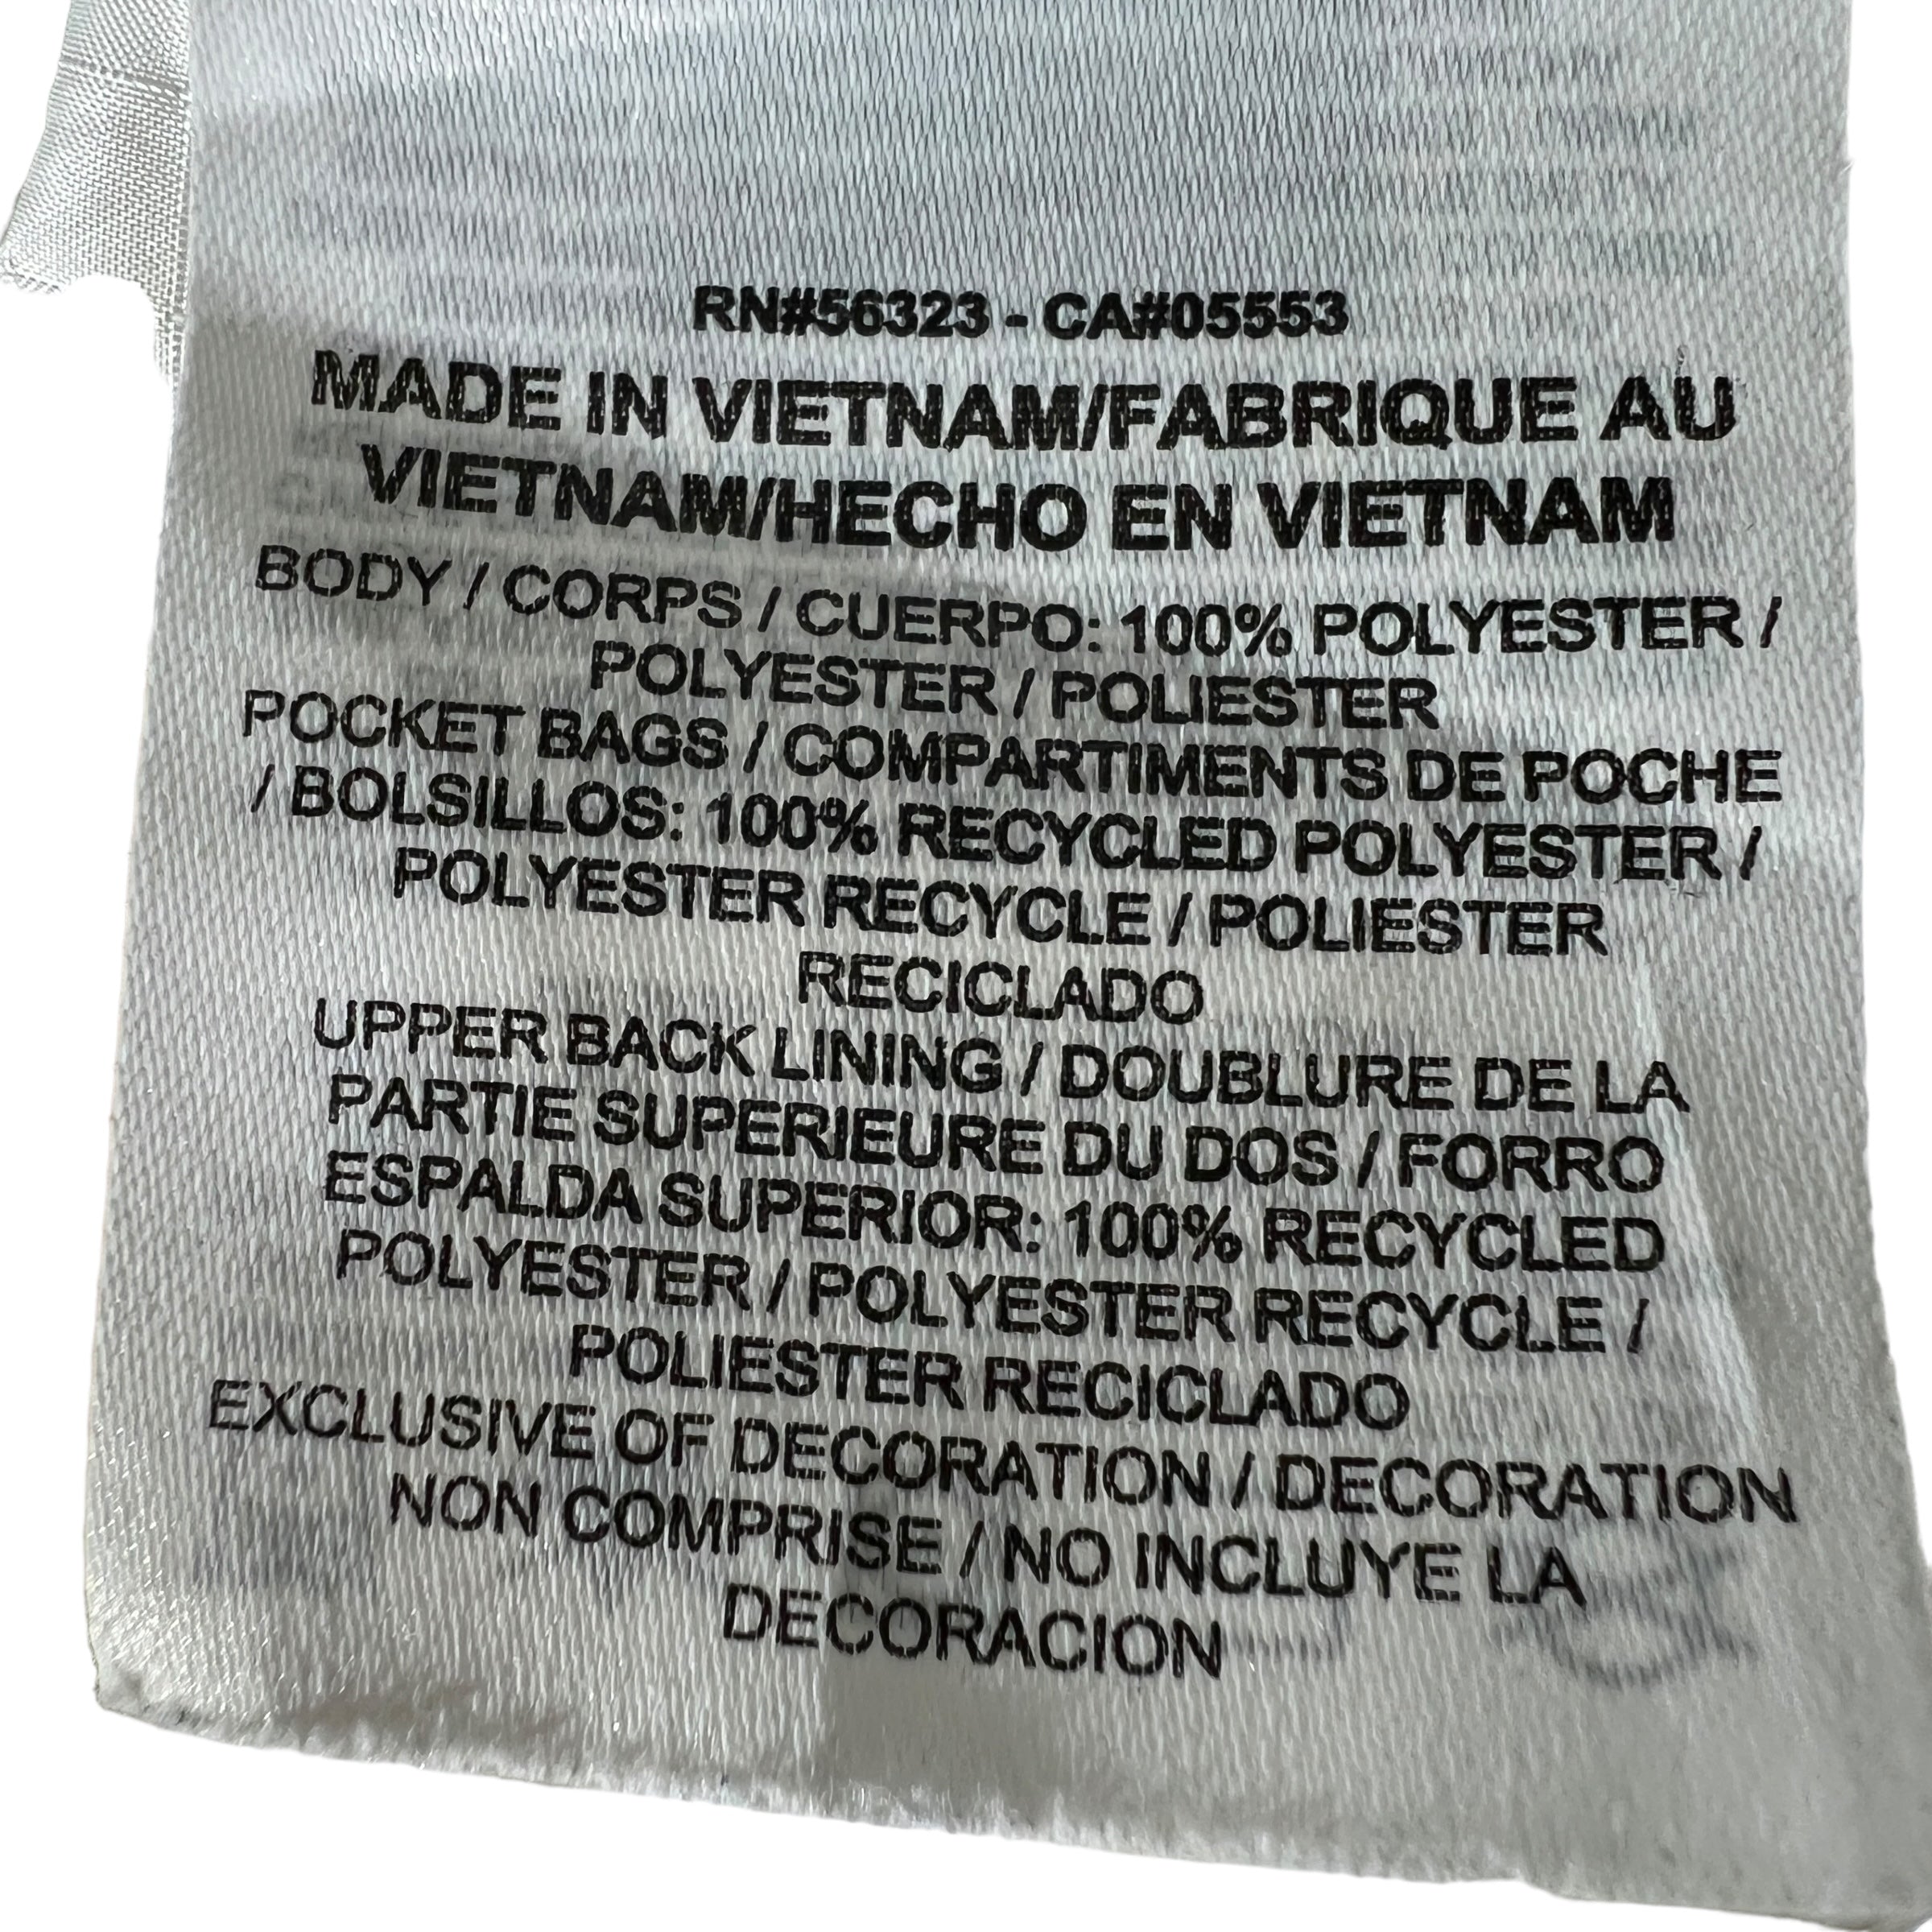 RN#56323 - CA#05553
MADE IN VIETNAM/FABRIQUE AU
VIETNAM/HECHO EN VIETNAM
BODY / CORPS / CUERPO: 100% POLYESTER /
POLYESTER / POLIESTER
POCKET BAGS / COMPARTIMENTS DE POCHE
/ BOLSILLOS: 100% RECYCLED POLYESTER /
POLYESTER RECYCLE / POLIESTER
RECICLADO
UPPER BACK LINING / DOUBLURE DE LA
PARTIE SUPERIEURE DU DOS / FORRO
ESPALDA SUPERIOR: 100% RECYCLED
POLYESTER / POLYESTER RECYCLE /
POLIESTER RECICLADO
EXCLUSIVE OF DECORATION / DECORATION
NON COMPRISE / NO INCLUYE LA
DECORACION